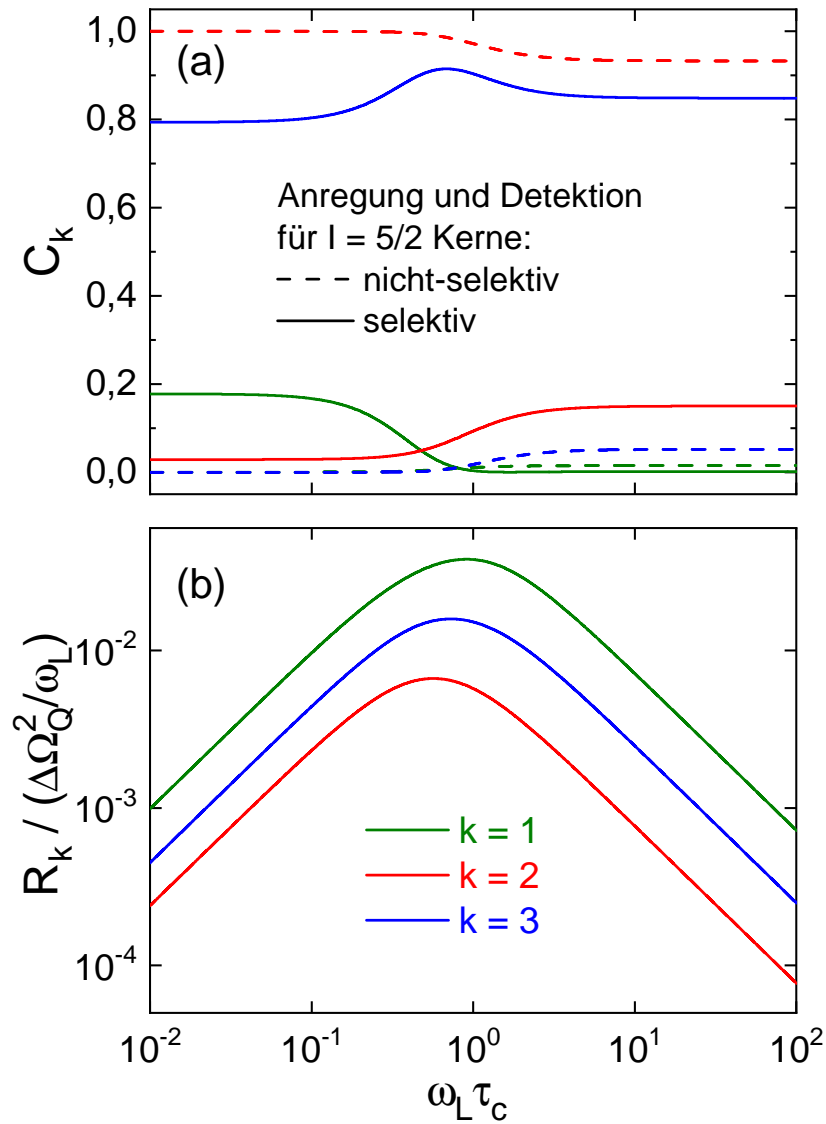 1,0
(a)
0,8
Anregung und Detektion
0,6
für I = 5/2 Kerne:
nicht-selektiv
0,4
selektiv
0,2
0,0
C_k
(b)
10^-2
10^-3
10^-4
R_k / (ΔΩ_Q^2/ω_L)
k = 1
k = 2
k = 3
10^-2 10^-1 10^0 10^1 10^2
ω_L τ_c